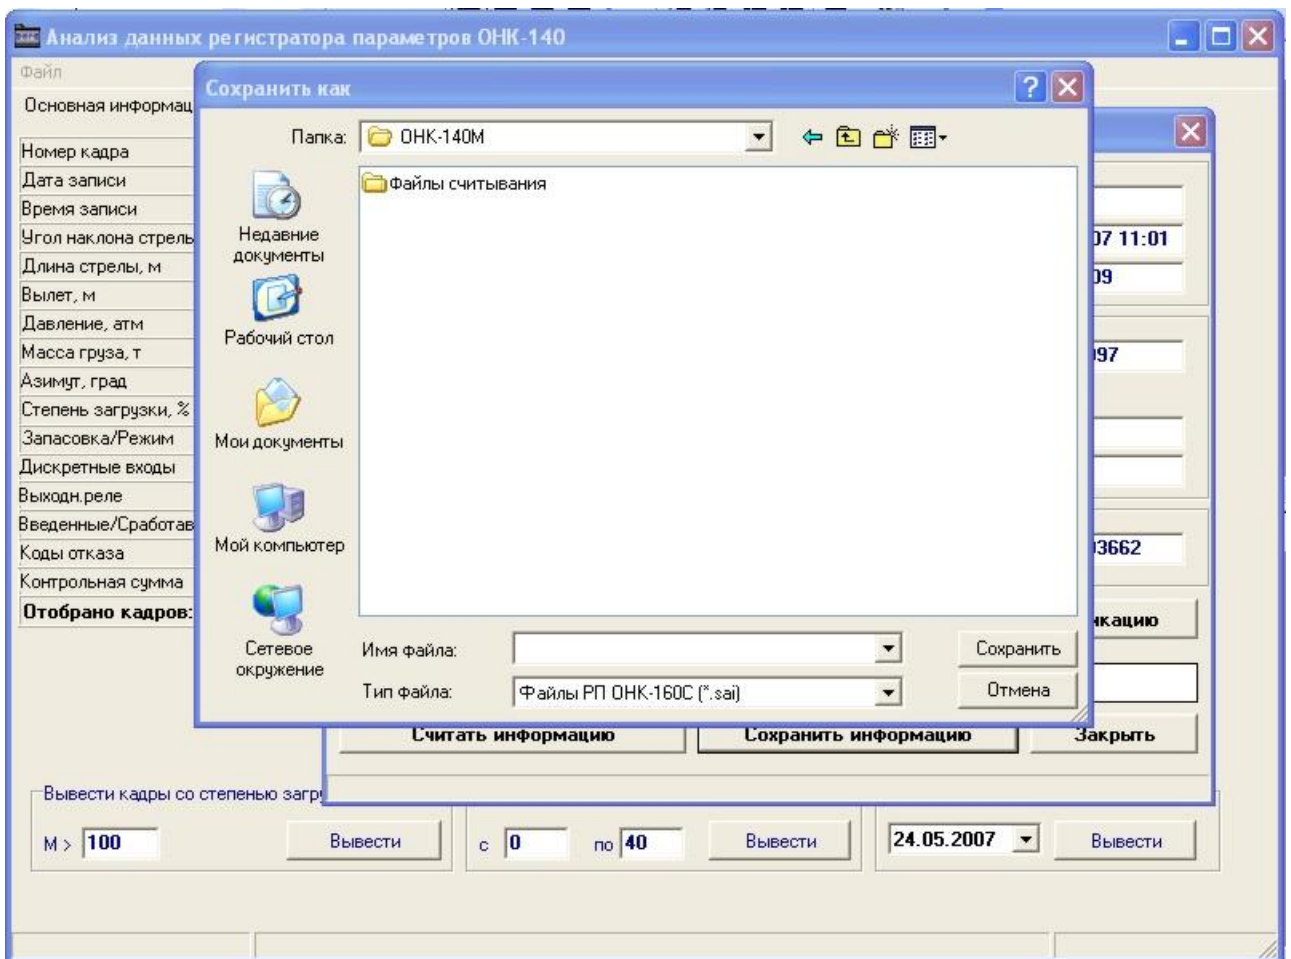 Анализ данных регистратора параметров ОНК-140
Файл
Сохранить как
Основная информац
Папка: ОНК-140М
Номер кадра
Дата записи
Файлы считывания
Время записи
Угол наклона стрелы
Недавние документы
07 11:01
Длина стрелы, м
09
Вылет, м
Давление, атм
Рабочий стол
Масса груза, т
97
Азимут, град
Степень загрузки, %
Запасовка/Режим
Мои документы
Дискретные входы
Выходн.реле
Введенные/Сработав
Коды отказа
Мой компьютер
03662
Контрольная сумма
Отобрано кадров:
икацию
Сетевое окружение
Имя файла:
Сохранить
Тип файла: Файлы РП ОНК-160С (*.sai)
Отмена
Считать информацию
Сохранить информацию
Закрыть
Вывести кадры со степенью загру
М > 100
Вывести
с 0 по 40
Вывести
24.05.2007
Вывести